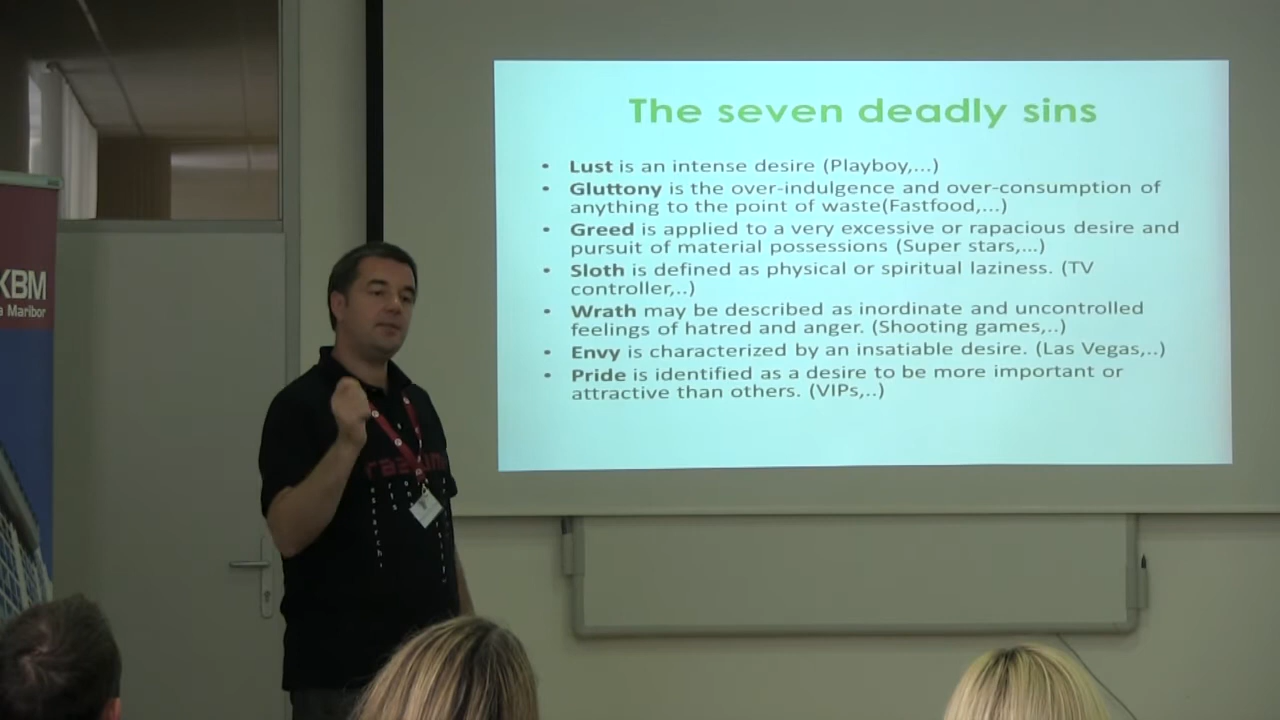 The seven deadly sins
• Lust is an intense desire (Playboy,...)
• Gluttony is the over-indulgence and over-consumption of
anything to the point of waste(Fastfood,...)
• Greed is applied to a very excessive or rapacious desire and
pursuit of material possessions (Super stars,...)
• Sloth is defined as physical or spiritual laziness. (TV
controller,..)
• Wrath may be described as inordinate and uncontrolled
feelings of hatred and anger. (Shooting games,..)
• Envy is characterized by an insatiable desire. (Las Vegas,..)
• Pride is identified as a desire to be more important or
attractive than others. (VIPs,..)
KBM
a Maribor